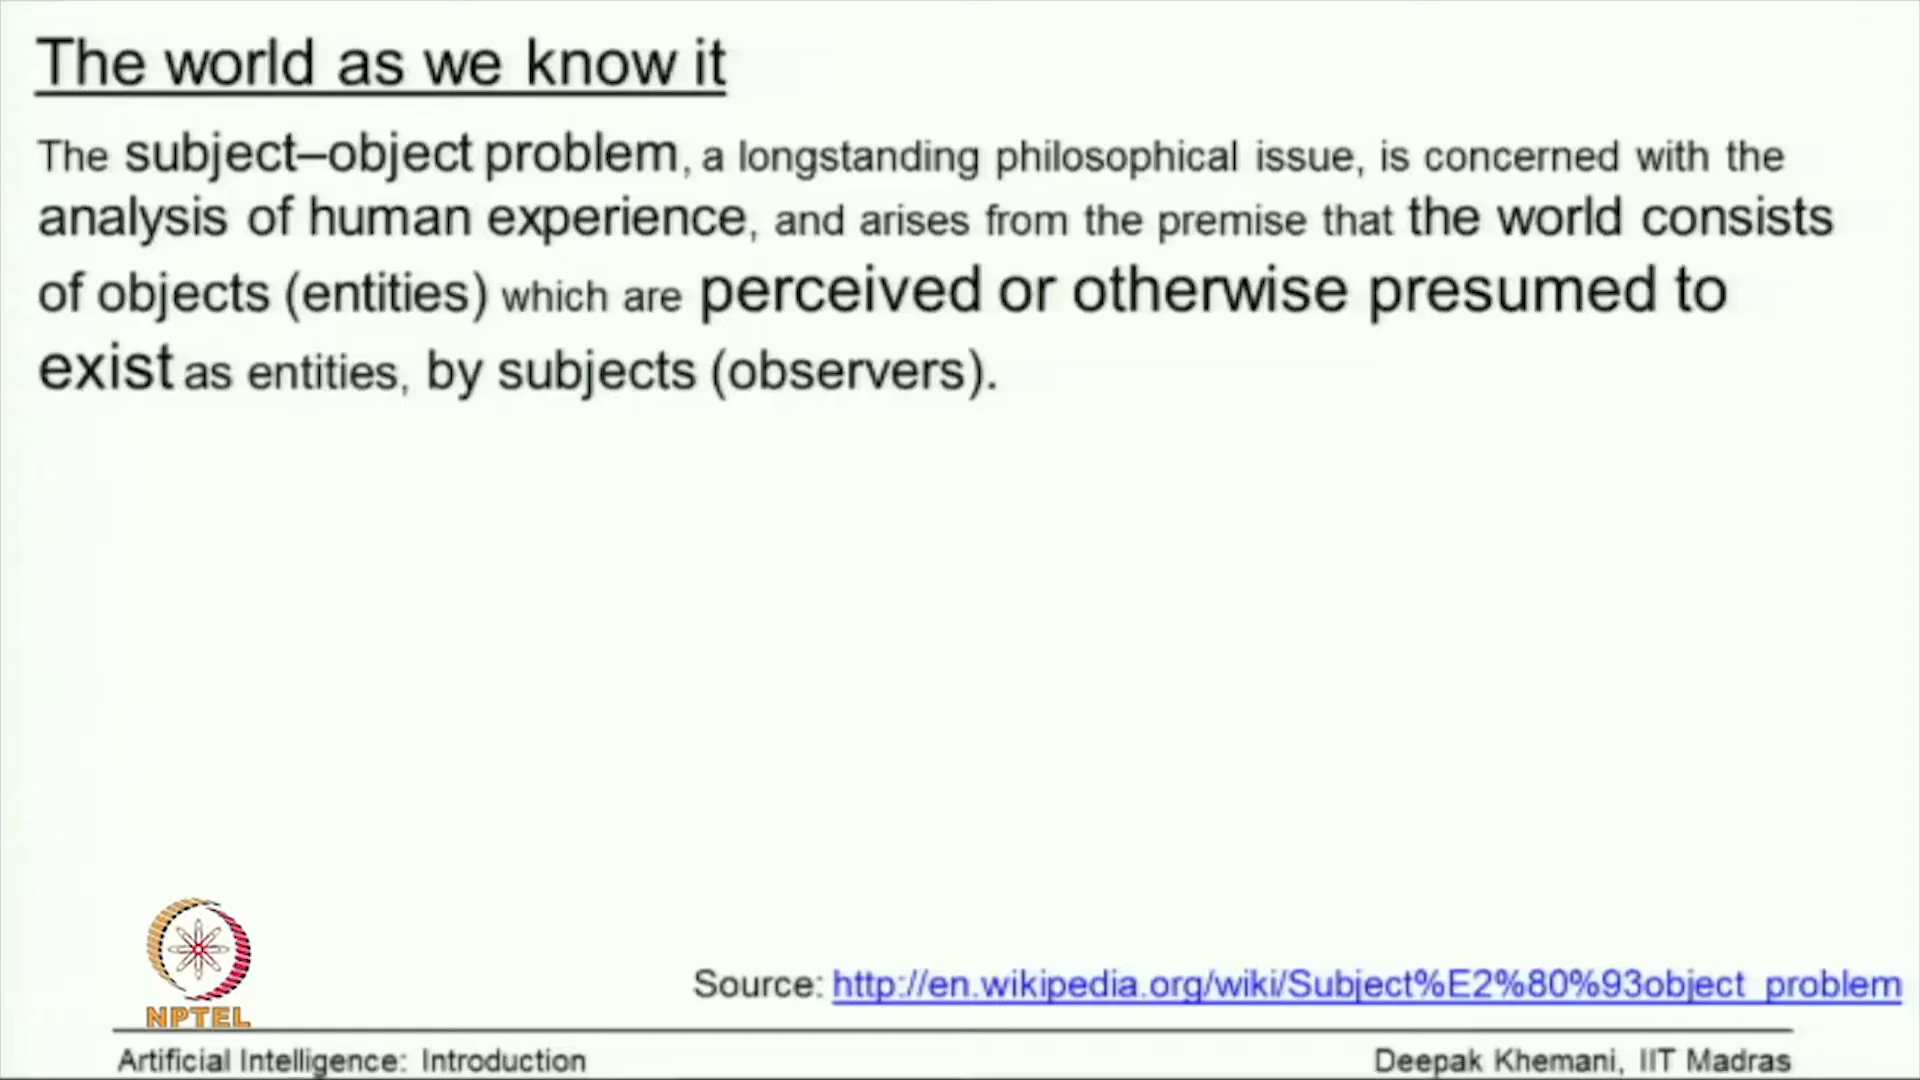 The world as we know it
The subject–object problem, a longstanding philosophical issue, is concerned with the
analysis of human experience, and arises from the premise that the world consists
of objects (entities) which are perceived or otherwise presumed to
exist as entities, by subjects (observers).
NPTEL
Source: http://en.wikipedia.org/wiki/Subject%E2%80%93object_problem
Artificial Intelligence: Introduction
Deepak Khemani, IIT Madras